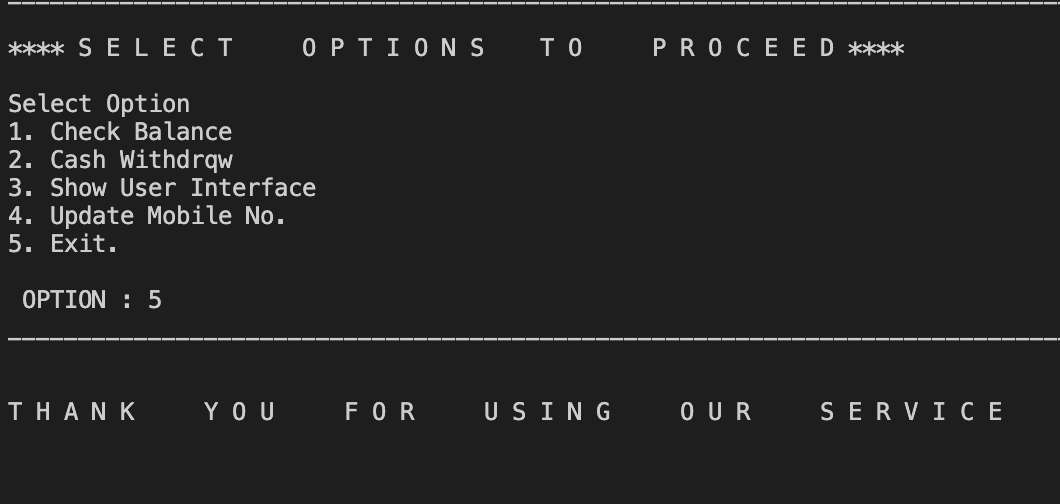 **** S E L E C T   O P T I O N S   T O   P R O C E E D ****
Select Option
1. Check Balance
2. Cash Withdrqw
3. Show User Interface
4. Update Mobile No.
5. Exit.
OPTION : 5
T H A N K   Y O U   F O R   U S I N G   O U R   S E R V I C E